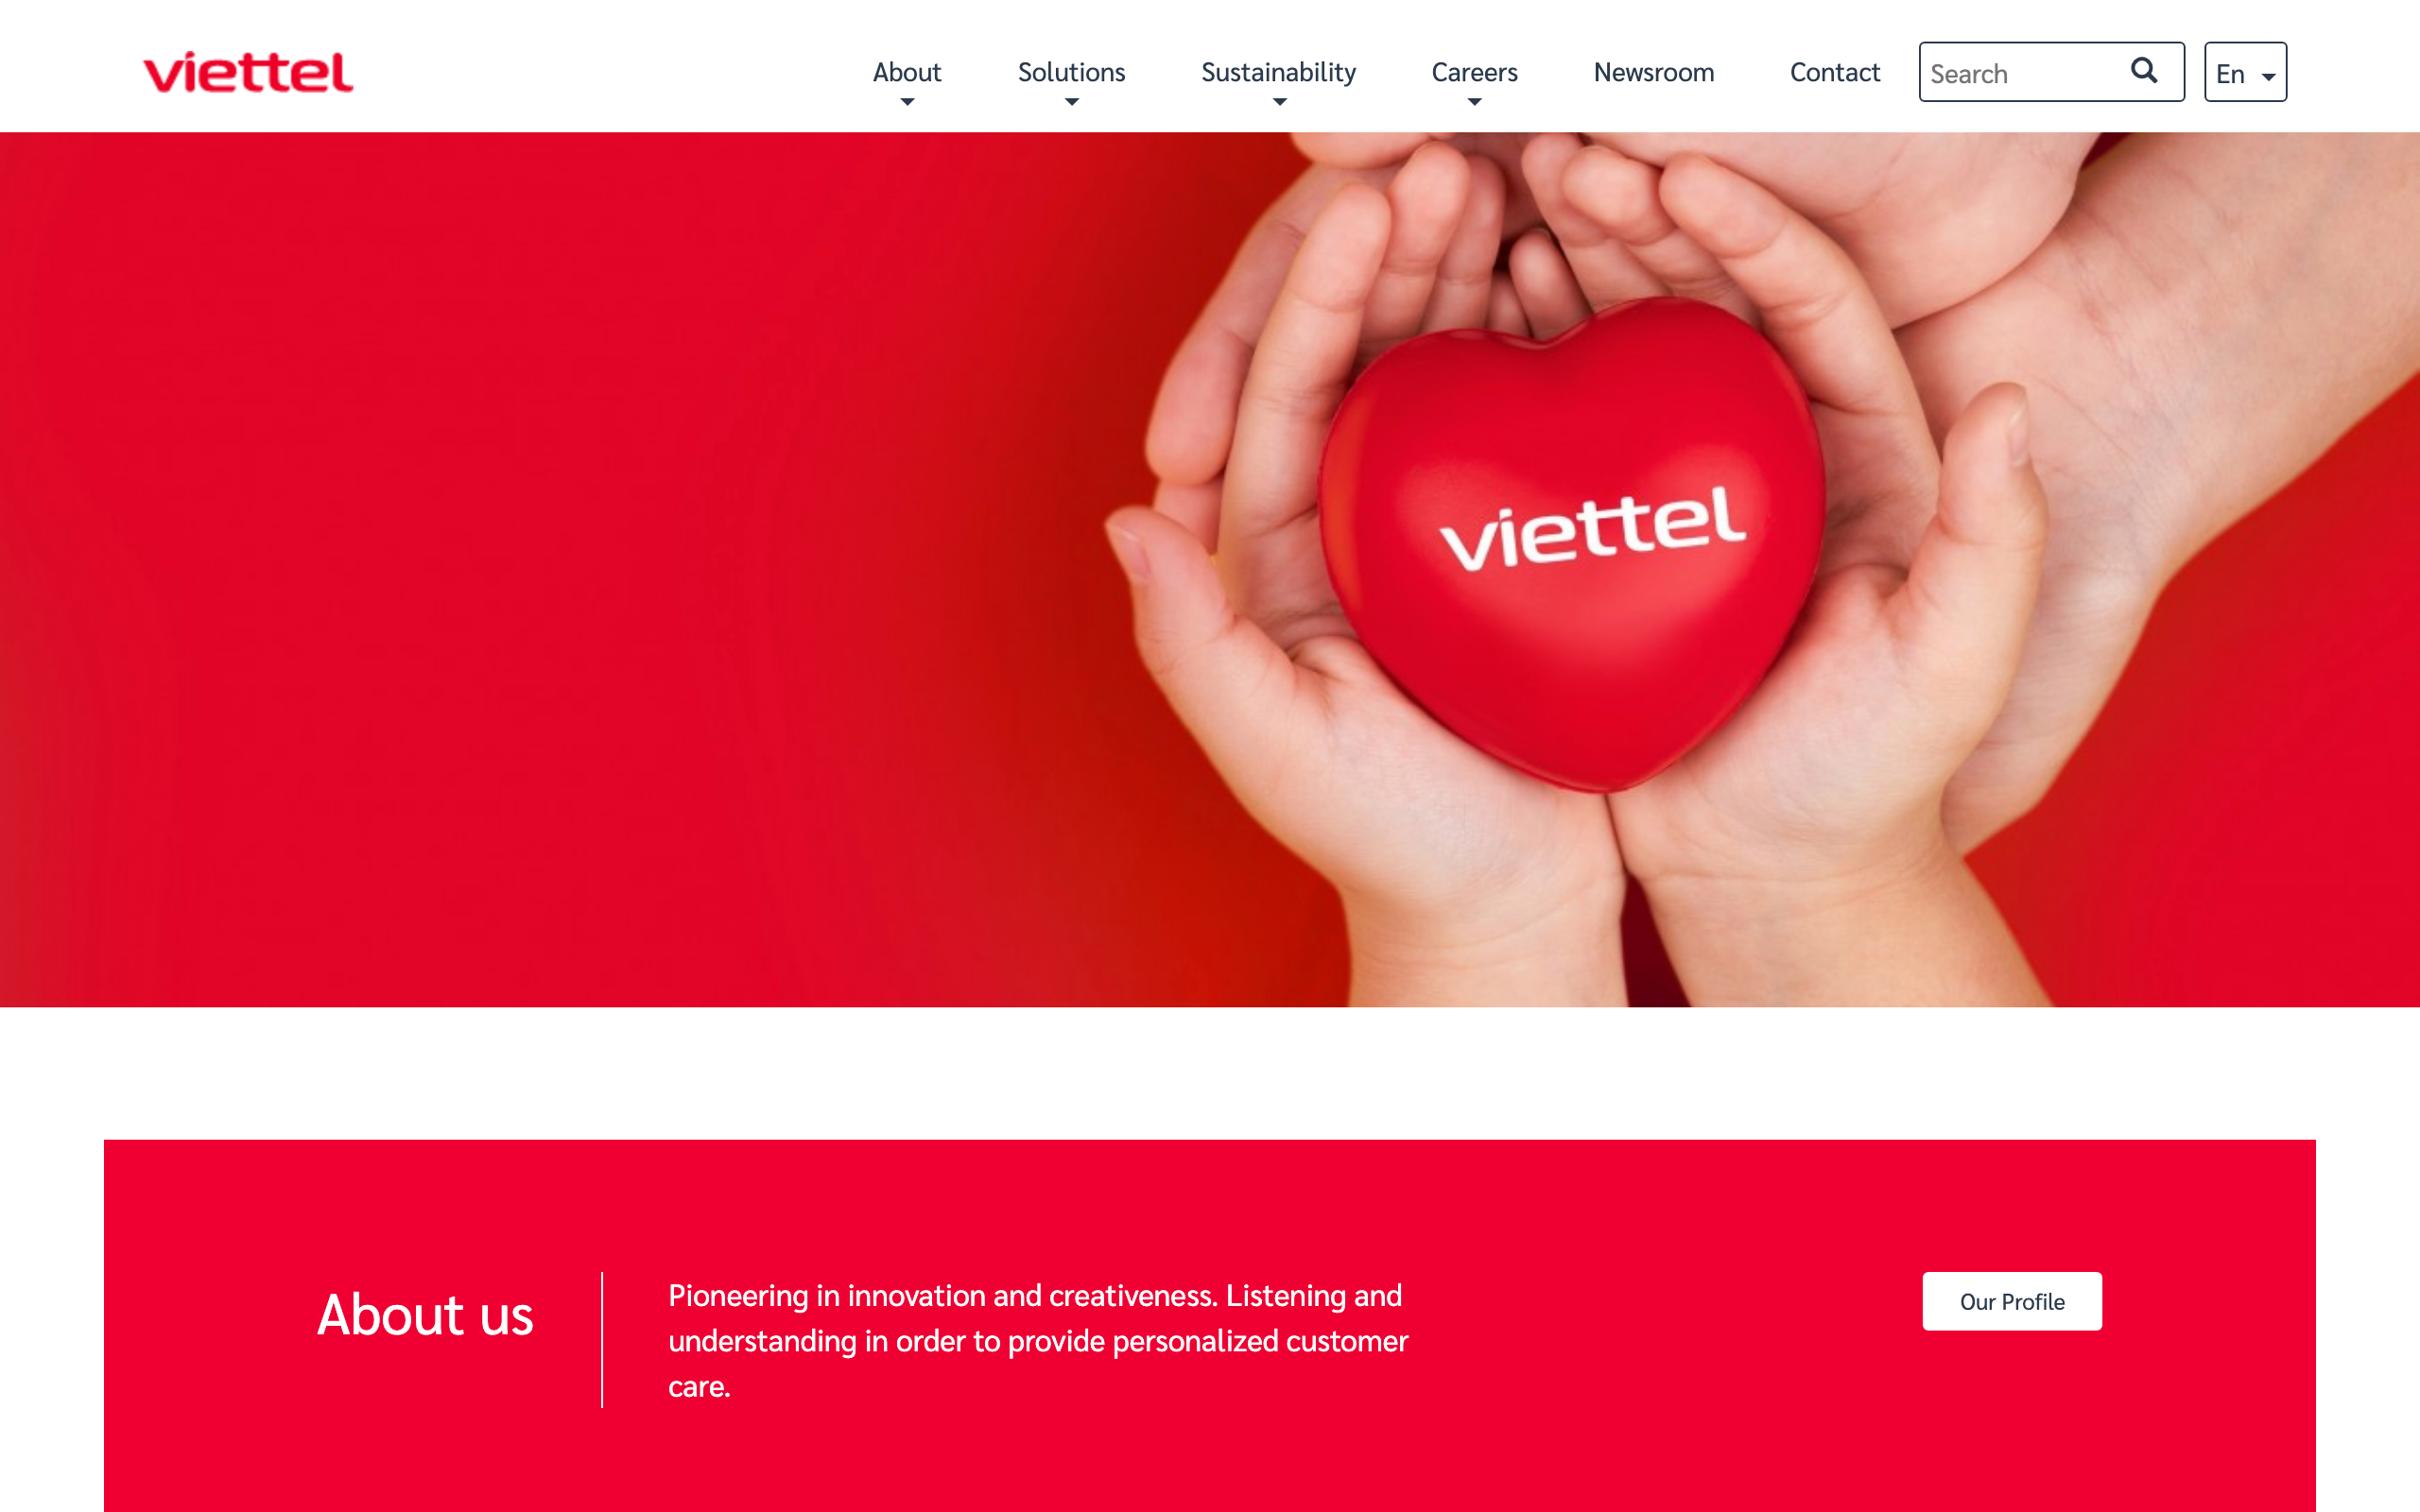 viettel
About
Solutions
Sustainability
Careers
Newsroom
Contact
Search
En
viettel
About us
Pioneering in innovation and creativeness. Listening and
understanding in order to provide personalized customer
care.
Our Profile